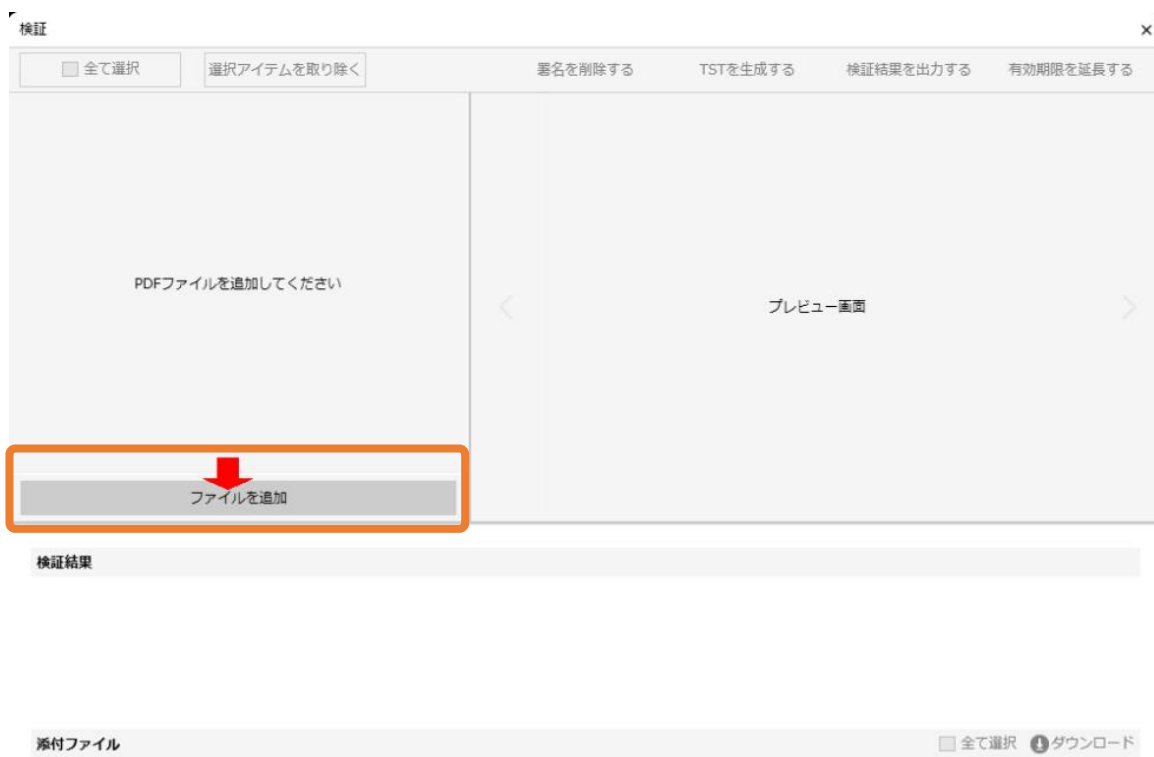 検証
×
全て選択
選択アイテムを取り除く
署名を削除する
TSTを生成する
検証結果を出力する
有効期限を延長する
PDFファイルを追加してください
プレビュー画面
ファイルを追加
検証結果
添付ファイル
全て選択
ダウンロード